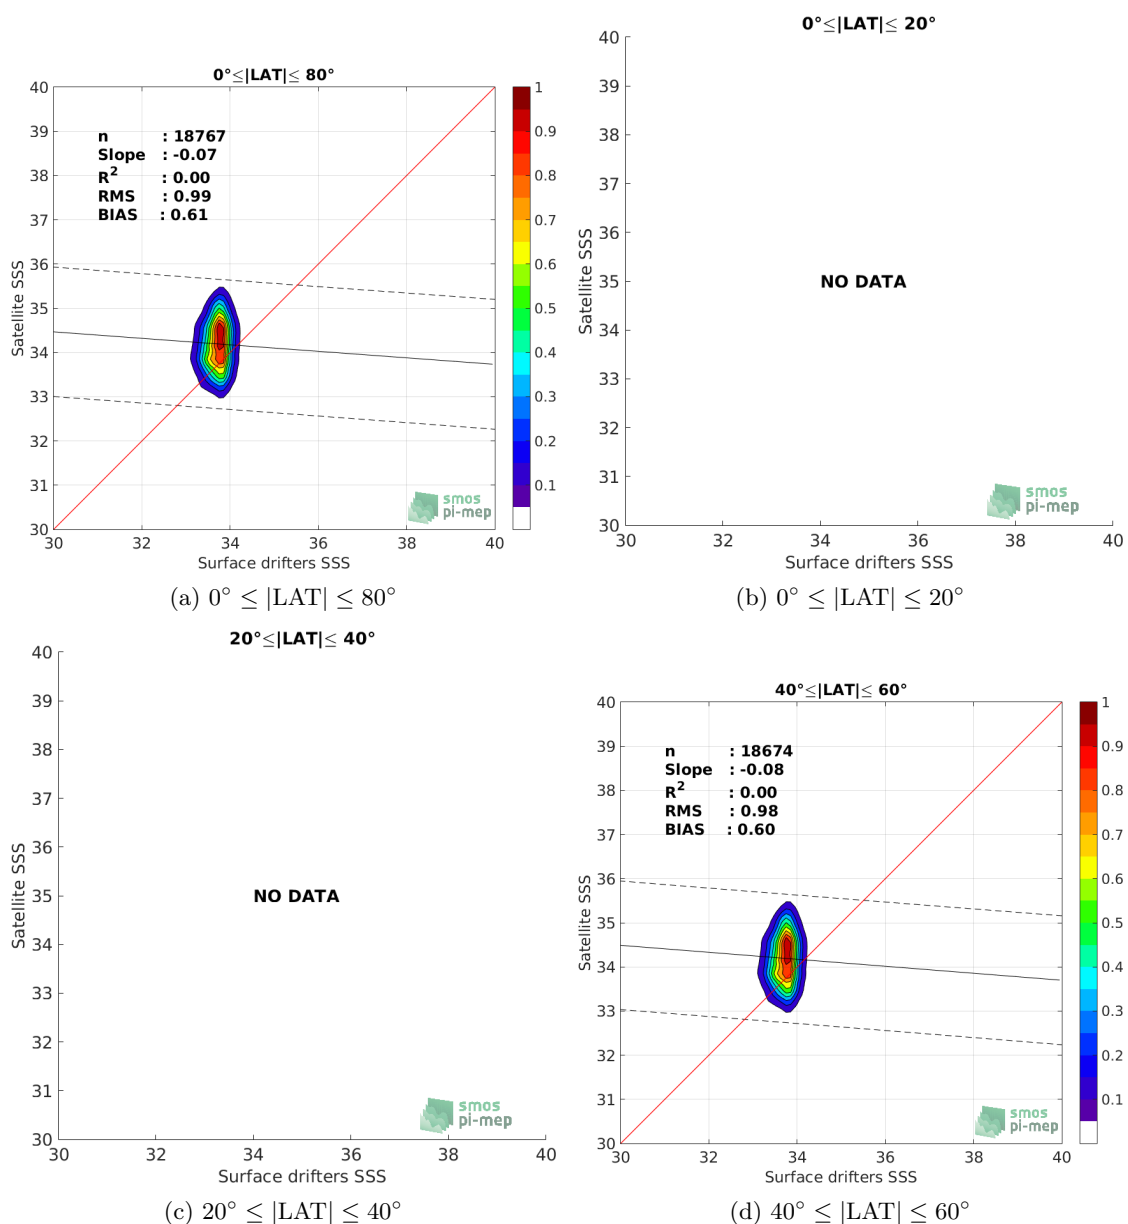 0°≤|LAT|≤ 80°
40
39
38
37
36
35
34
33
32
31
30
Satellite SSS
n : 18767
Slope : -0.07
R2 : 0.00
RMS : 0.99
BIAS : 0.61
1
0.9
0.8
0.7
0.6
0.5
0.4
0.3
0.2
0.1
smos
pi-mep
30 32 34 36 38 40
Surface drifters SSS
(a) 0° ≤ |LAT| ≤ 80°
0°≤|LAT|≤ 20°
40
39
38
37
36
35
34
33
32
31
30
Satellite SSS
NO DATA
smos
pi-mep
30 32 34 36 38 40
Surface drifters SSS
(b) 0° ≤ |LAT| ≤ 20°
20°≤|LAT|≤ 40°
40
39
38
37
36
35
34
33
32
31
30
Satellite SSS
NO DATA
smos
pi-mep
30 32 34 36 38 40
Surface drifters SSS
(c) 20° ≤ |LAT| ≤ 40°
40°≤|LAT|≤ 60°
40
39
38
37
36
35
34
33
32
31
30
Satellite SSS
n : 18674
Slope : -0.08
R2 : 0.00
RMS : 0.98
BIAS : 0.60
1
0.9
0.8
0.7
0.6
0.5
0.4
0.3
0.2
0.1
smos
pi-mep
30 32 34 36 38 40
Surface drifters SSS
(d) 40° ≤ |LAT| ≤ 60°